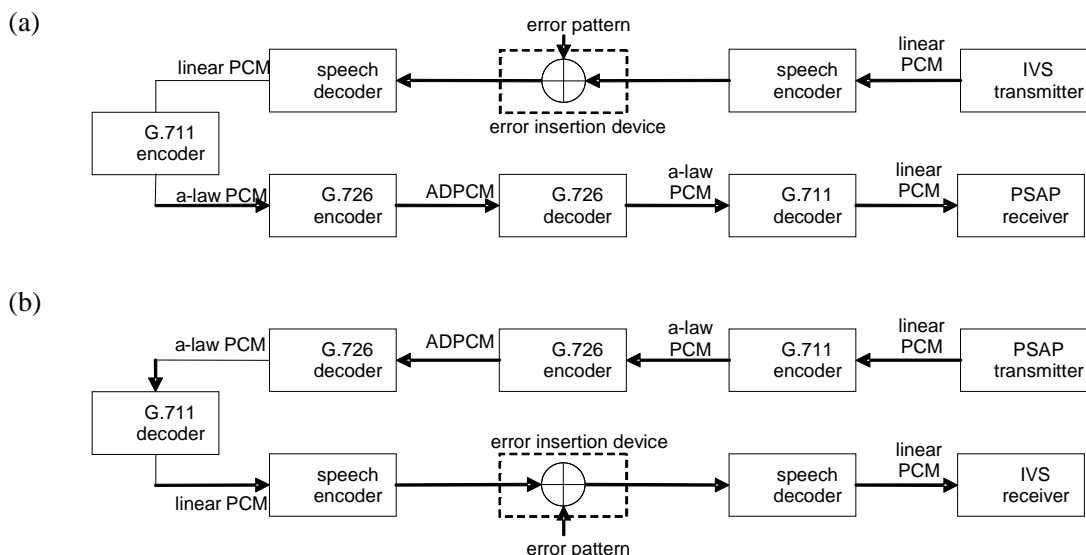 (a)
error pattern
linear PCM
speech
decoder
speech
encoder
linear
PCM
IVS
transmitter
error insertion device
G.711
encoder
a-law PCM
G.726
encoder
ADPCM
G.726
decoder
a-law
PCM
G.711
decoder
linear
PCM
PSAP
receiver
(b)
a-law PCM
G.726
decoder
ADPCM
G.726
encoder
a-law
PCM
G.711
encoder
linear
PCM
PSAP
transmitter
G.711
decoder
error insertion device
linear PCM
speech
encoder
speech
decoder
linear
PCM
IVS
receiver
error pattern